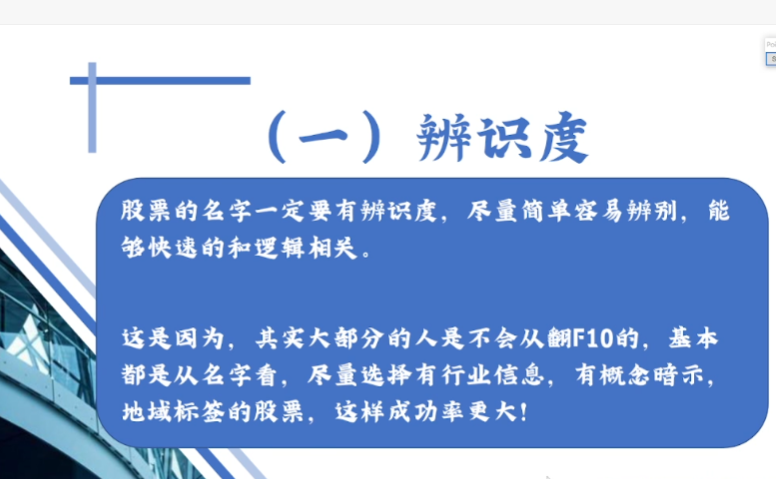 （一）辨识度
股票的名字一定要有辨识度，尽量简单容易辨别，能
够快速的和逻辑相关。
这是因为，其实大部分的人是不会从翻F10的，基本
都是从名字看，尽量选择有行业信息，有概念暗示，
地域标签的股票，这样成功率更大！